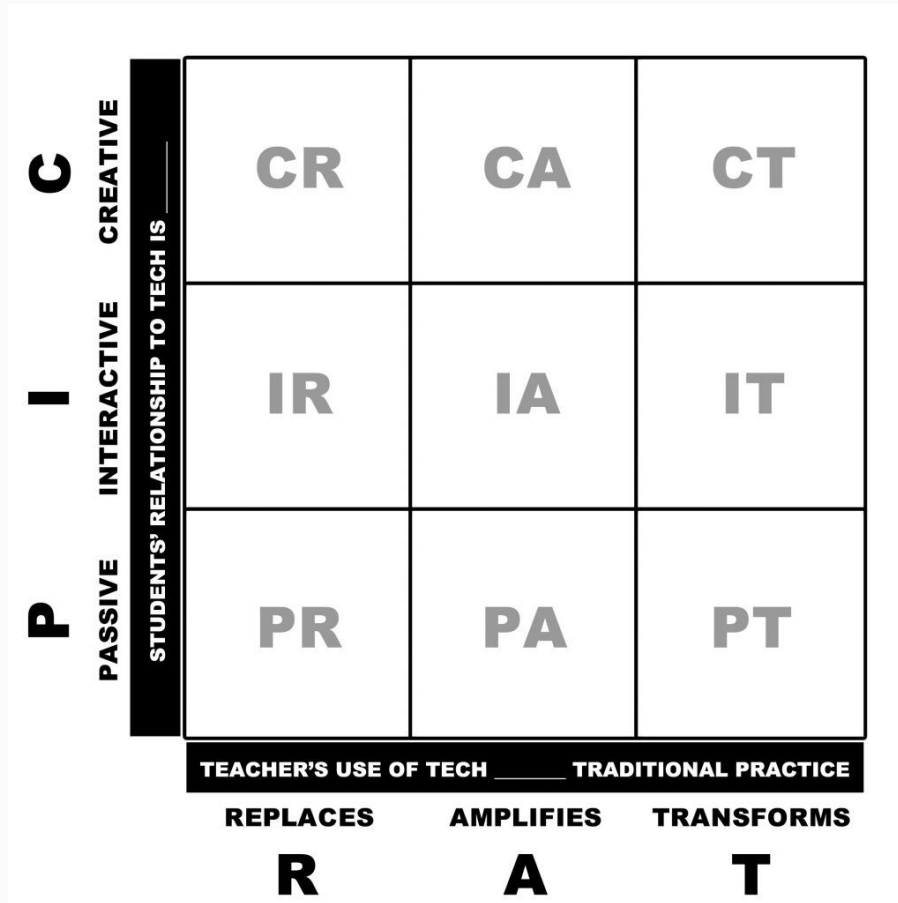 C
CREATIVE
I
INTERACTIVE
P
PASSIVE
STUDENTS' RELATIONSHIP TO TECH IS ______
CR CA CT
IR IA IT
PR PA PT
TEACHER'S USE OF TECH ______ TRADITIONAL PRACTICE
REPLACES AMPLIFIES TRANSFORMS
R A T